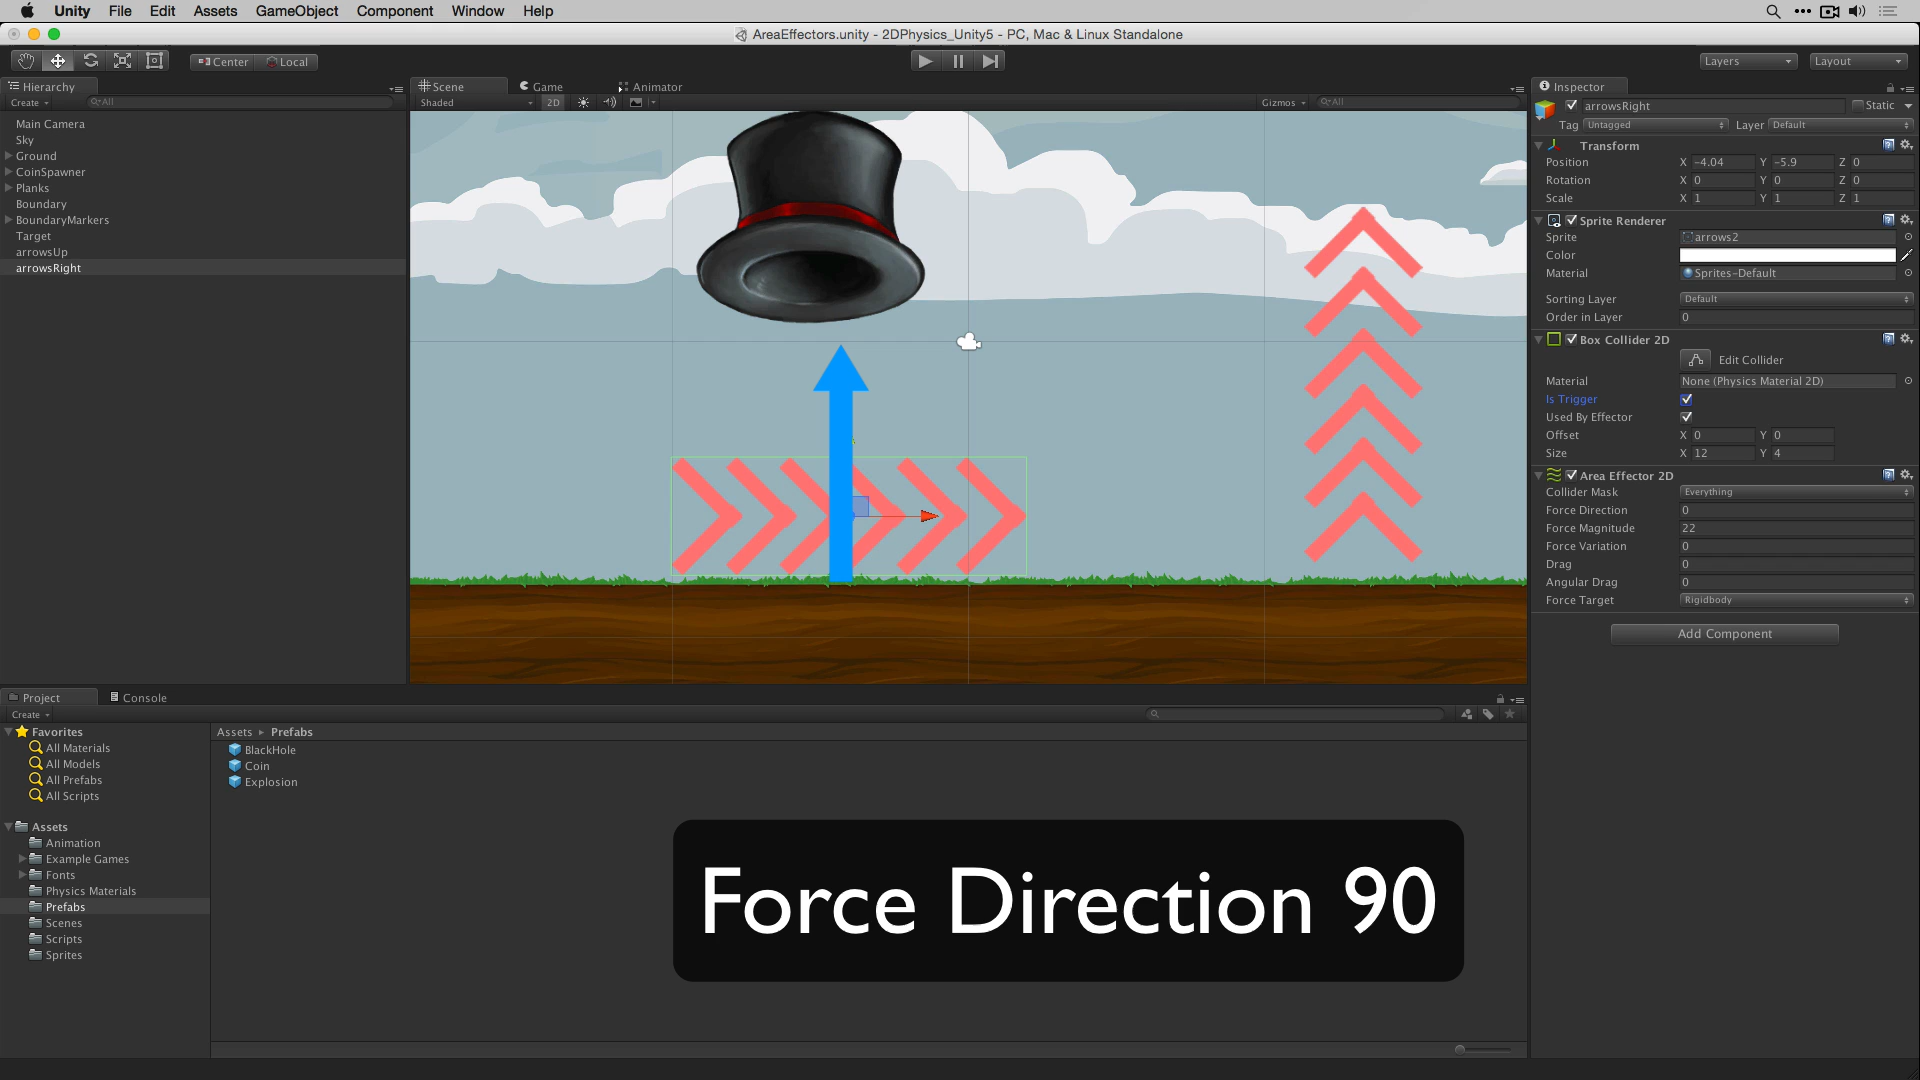 Unity File Edit Assets GameObject Component Window Help
AreaEffectors.unity - 2DPhysics_Unity5 - PC, Mac & Linux Standalone
Center Local
Layers Layout
Hierarchy
Create All
Main Camera
Sky
Ground
CoinSpawner
Planks
Boundary
BoundaryMarkers
Target
arrowsUp
arrowsRight
Scene Game Animator
Shaded 2D Gizmos All
Inspector
arrowsRight Static
Tag Untagged Layer Default
Transform
Position X -4.04 Y -5.9 Z 0
Rotation X 0 Y 0 Z 0
Scale X 1 Y 1 Z 1
Sprite Renderer
Sprite arrows2
Color
Material Sprites-Default
Sorting Layer Default
Order in Layer 0
Box Collider 2D
Edit Collider
Material None (Physics Material 2D)
Is Trigger
Used By Effector
Offset X 0 Y 0
Size X 12 Y 4
Area Effector 2D
Collider Mask Everything
Force Direction 0
Force Magnitude 22
Force Variation 0
Drag 0
Angular Drag 0
Force Target Rigidbody
Add Component
Project Console
Create
Favorites
All Materials
All Models
All Prefabs
All Scripts
Assets
Animation
Example Games
Fonts
Physics Materials
Prefabs
Scenes
Scripts
Sprites
Assets Prefabs
BlackHole
Coin
Explosion
Force Direction 90